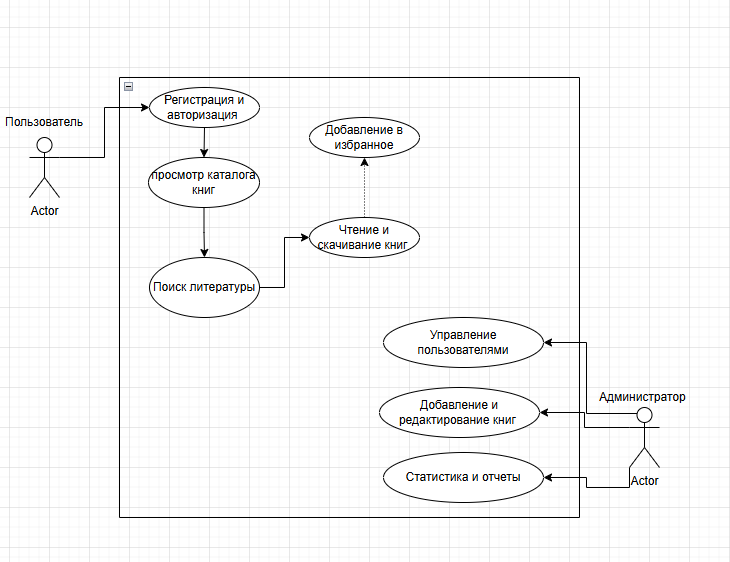 Пользователь
Actor
Регистрация и
авторизация
просмотр каталога
книг
Поиск литературы
Добавление в
избранное
Чтение и
скачивание книг
Управление
пользователями
Добавление и
редактирование книг
Статистика и отчеты
Администратор
Actor